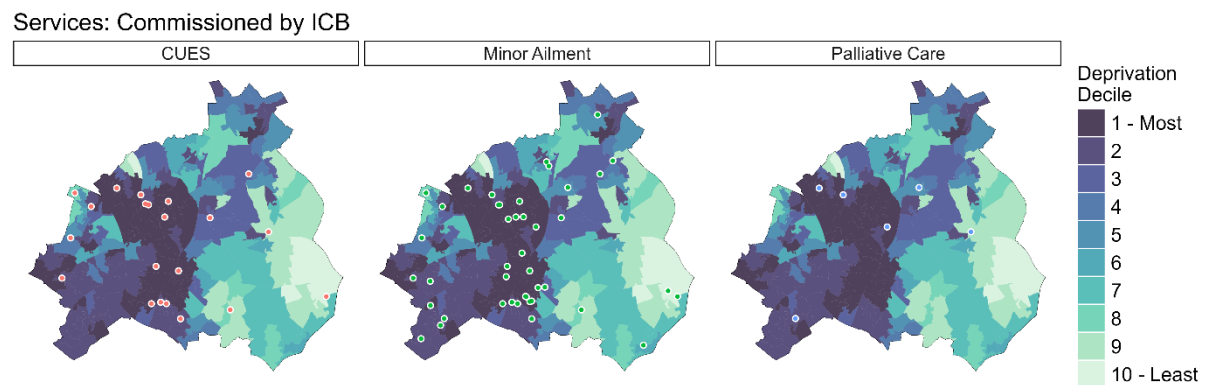 Services: Commissioned by ICB
CUES
Minor Ailment
Palliative Care
Deprivation
Decile
1 - Most
2
3
4
5
6
7
8
9
10 - Least